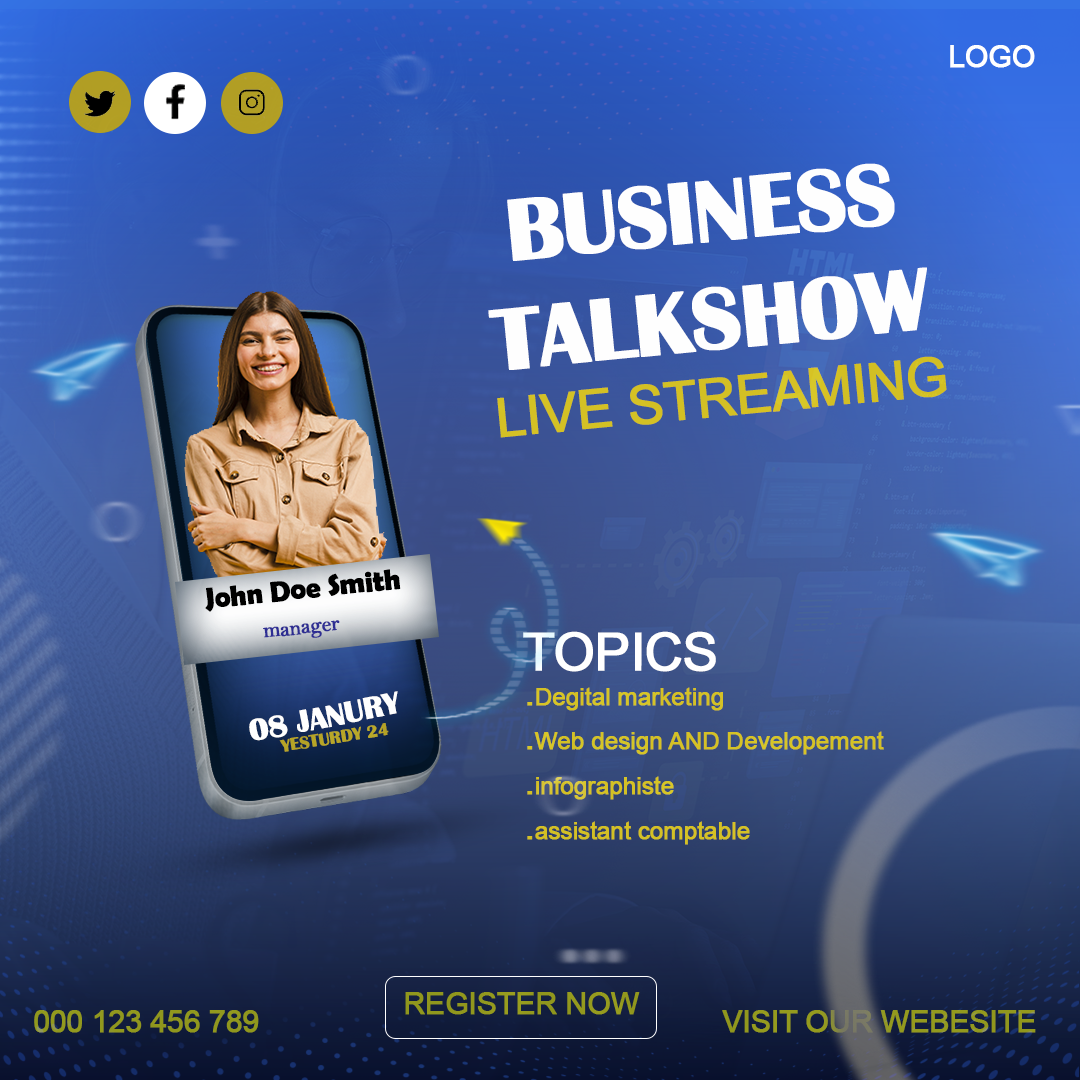 LOGO
BUSINESS
TALKSHOW
LIVE STREAMING
John Doe Smith
manager
08 JANURY
YESTURDY 24
TOPICS
.Degital marketing
.Web design AND Developement
.infographiste
.assistant comptable
000 123 456 789
REGISTER NOW
VISIT OUR WEBESITE
HTML